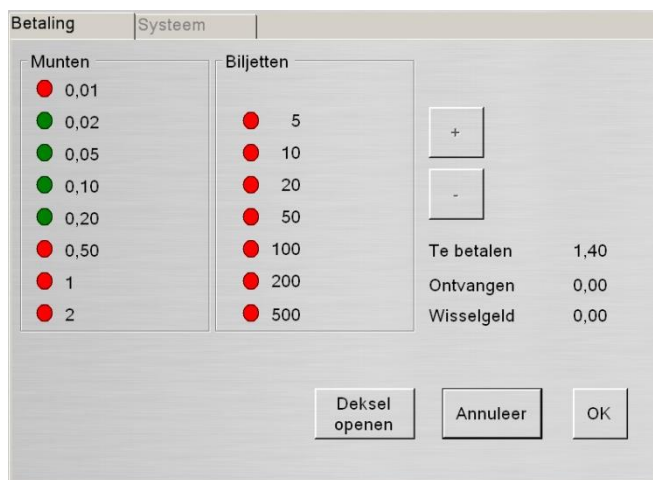 Betaling Systeem
Munten
0,01
0,02
0,05
0,10
0,20
0,50
1
2
Biljetten
5
10
20
50
100
200
500
+
-
Te betalen 1,40
Ontvangen 0,00
Wisselgeld 0,00
Deksel
openen
Annuleer
OK